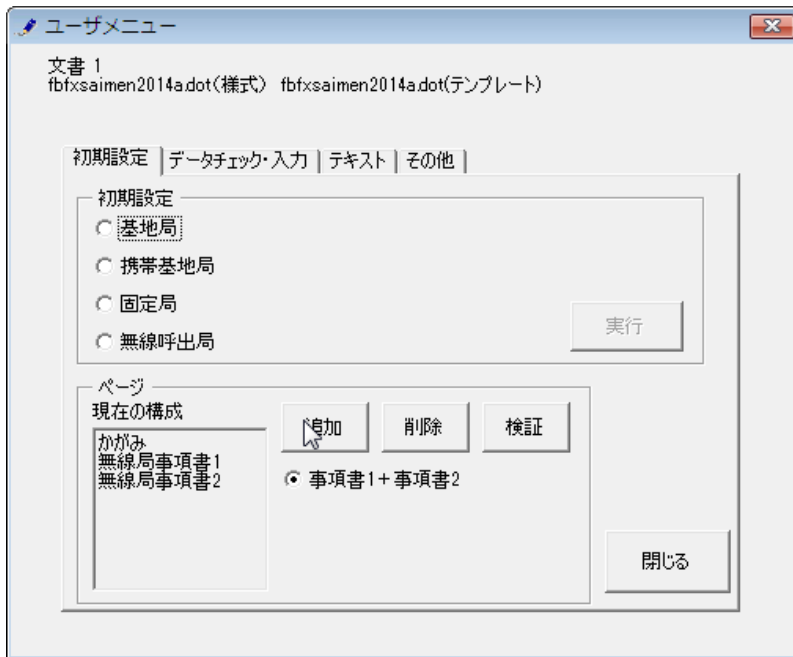 ユーザメニュー
文書 1
fbfxsaimen2014a.dot(様式) fbfxsaimen2014a.dot(テンプレート)
初期設定 データチェック・入力 テキスト その他
初期設定
基地局
携帯基地局
固定局
無線呼出局
実行
ページ
現在の構成
追加 削除 検証
かがみ
無線局事項書1
無線局事項書2
事項書1+事項書2
閉じる